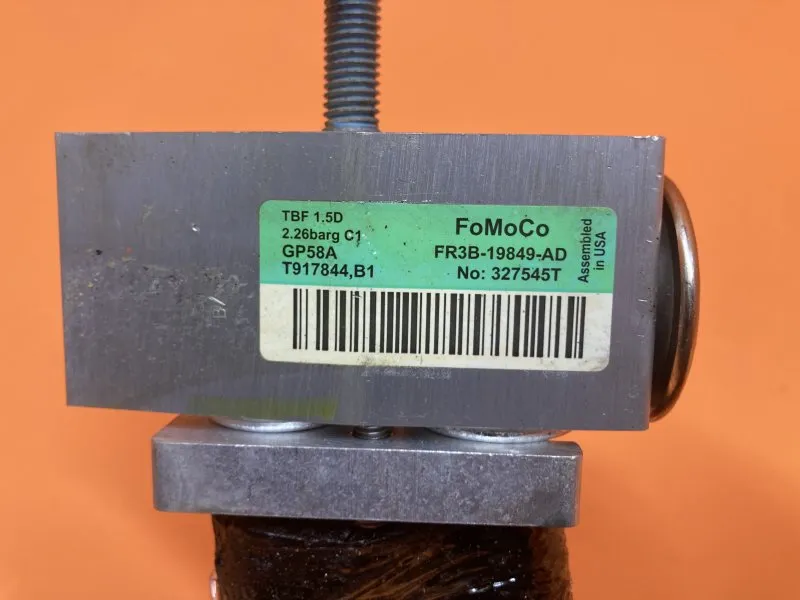 TBF 1.5D
2.26barg C1
GP58A
T917844,B1
FoMoCo
FR3B-19849-AD
No: 327545T
Assembled
in USA